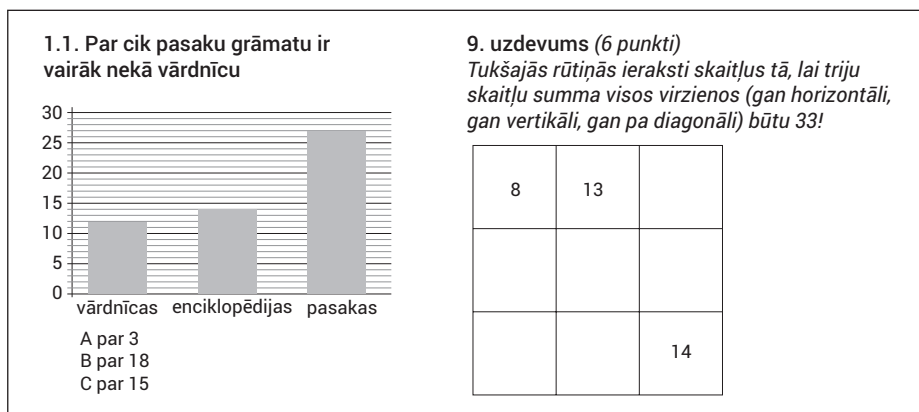 1.1. Par cik pasaku grāmatu ir
vairāk nekā vārdnīcu
30
25
20
15
10
5
0
vārdnīcas enciklopēdijas pasakas
A par 3
B par 18
C par 15
9. uzdevums (6 punkti)
Tukšajās rūtiņās ieraksti skaitļus tā, lai triju
skaitļu summa visos virzienos (gan horizontāli,
gan vertikāli, gan pa diagonāli) būtu 33!
8 13
14